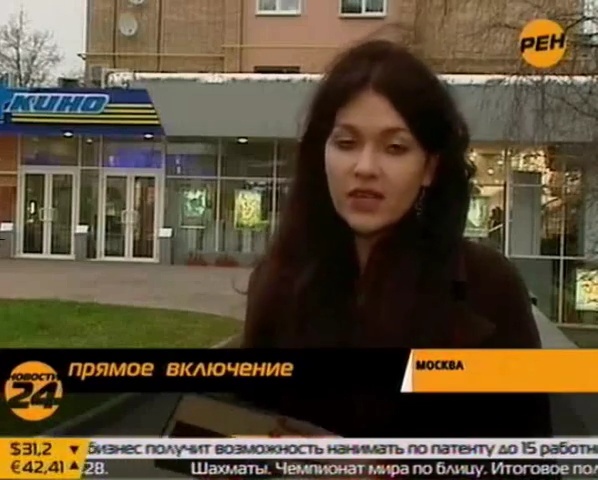 РЕН
КИНО
ПРЯМОЕ ВКЛЮЧЕНИЕ
МОСКВА
НОВОСТИ
24
$31,2 ▼ бизнес получит возможность нанимать по патенту до 15 работни
€42,41 ▲ 28. Шахматы. Чемпионат мира по блицу. Итоговое пол